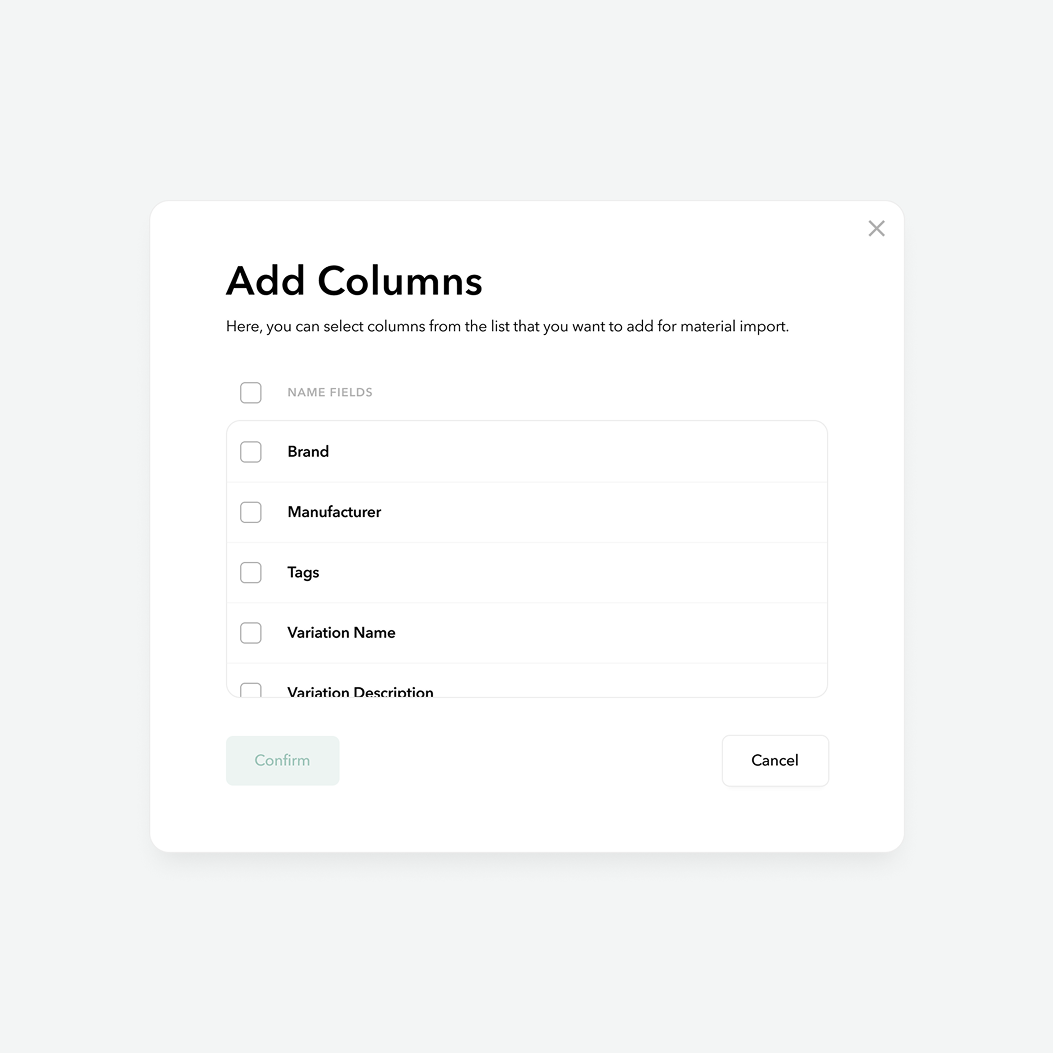 Add Columns
Here, you can select columns from the list that you want to add for material import.
NAME FIELDS
Brand
Manufacturer
Tags
Variation Name
Variation Description
Confirm
Cancel